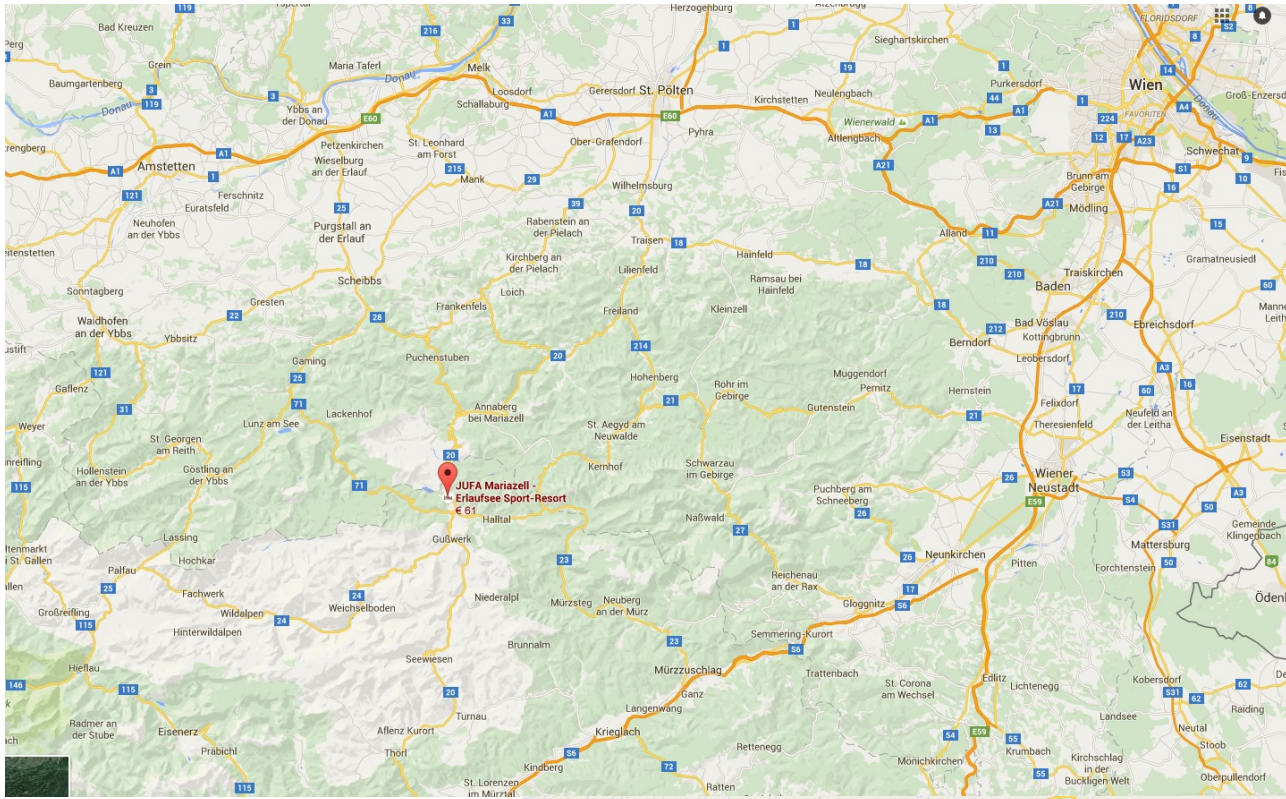 Bad Kreuzen
Herzogenburg
FLORIDSDORF
Sieghartskirchen
Perg
Grein
Maria Taferl
Melk
Loosdorf
Gerersdorf
St. Pölten
Kirchstetten
Neulengbach
Purkersdorf
Wien
Groß-Enzersd
Baumgartenberg
Donau
Donau
Donau
Donau
Ybbs an
der Donau
Schallaburg
Wienerwald
FAVORITEN
Altlengbach
Pyhra
Petzenkirchen
St. Leonhard
am Forst
Ober-Grafendorf
Schwechat
Amstetten
Wieselburg
an der Erlauf
Mank
Wilhelmsburg
Brunn am
Gebirge
Mödling
Ferschnitz
Euratsfeld
Neuhofen
an der Ybbs
Purgstall an
der Erlauf
Rabenstein an
der Pielach
Traisen
Hainfeld
Alland
Gramatneusiedl
Kirchberg an
der Pielach
Lilienfeld
Ramsau bei
Hainfeld
Traiskirchen
Baden
Scheibbs
Loich
Sonntagberg
Gresten
Frankenfels
Freiland
Kleinzell
Waidhofen
an der Ybbs
Ybbsitz
Bad Vöslau
Kottingbrunn
Ebreichsdorf
Berndorf
Leobersdorf
Gaming
Puchenstuben
Hohenberg
Rohr im
Gebirge
Muggendorf
Pernitz
Hernstein
Gaflenz
Lackenhof
Annaberg
bei Mariazell
Gutenstein
Felixdorf
Theresienfeld
Neufeld an
der Leitha
Weyer
Lunz am See
St. Aegyd am
Neuwalde
Eisenstadt
St. Georgen
am Reith
Hollenstein
an der Ybbs
Göstling an
der Ybbs
Kernhof
Schwarzau
im Gebirge
Wiener
Neustadt
JUFA Mariazell -
Erlaufsee Sport-Resort
€ 61
Puchberg am
Schneeberg
Halltal
Naßwald
Gußwerk
Lassing
Hochkar
Neunkirchen
Mattersburg
Gemeinde
Klingenbach
Palfau
Fachwerk
Pitten
Forchtenstein
Reichenau
an der Rax
Großreifling
Wildalpen
Weichselboden
Niederalpl
Mürzsteg
Neuberg
an der Mürz
Gloggnitz
Hinterwildalpen
Semmering-Kurort
Brunnalm
Seewiesen
Hieflau
Mürzzuschlag
Trattenbach
St. Corona
am Wechsel
Edlitz
Lichtenegg
Kobersdorf
Ganz
Langenwang
Radmer an
der Stube
Eisenerz
Turnau
Aflenz Kurort
Krieglach
Landsee
Raiding
Neutal
Präbichl
Thörl
Rettenegg
Krumbach
Stoob
Mönichkirchen
Kirchschlag
in der
Buckligen Welt
Kindberg
St. Lorenzen
im Mürztal
Ratten
Oberpullendorf